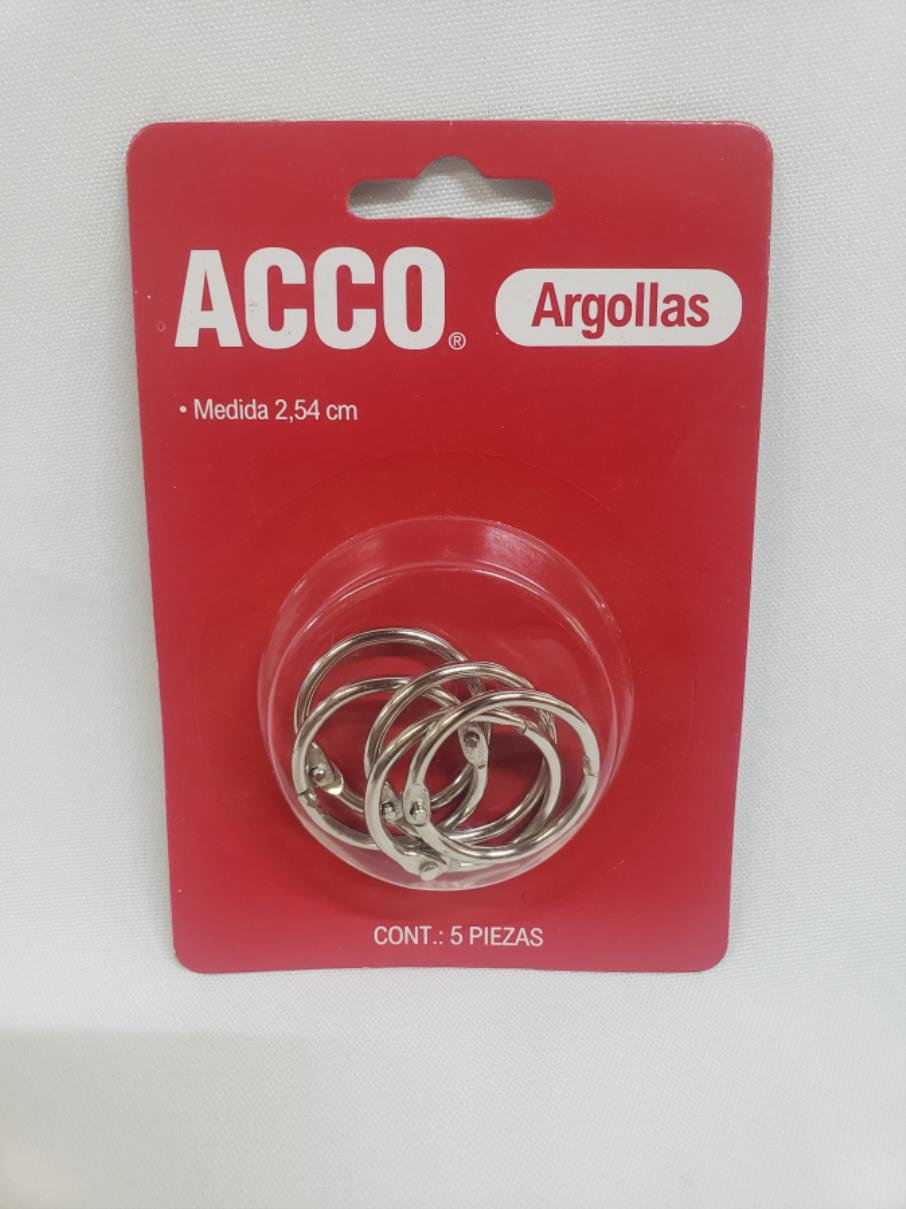 ACCO®
Argollas
• Medida 2,54 cm
CONT.: 5 PIEZAS